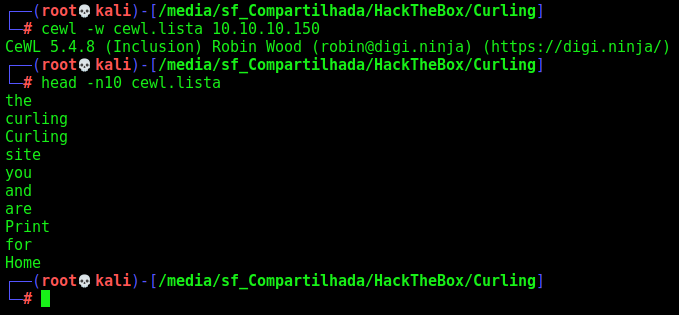 ┌──(root💀kali)-[/media/sf_Compartilhada/HackTheBox/Curling]
└─# cewl -w cewl.lista 10.10.10.150
CeWL 5.4.8 (Inclusion) Robin Wood (robin@digi.ninja) (https://digi.ninja/)
┌──(root💀kali)-[/media/sf_Compartilhada/HackTheBox/Curling]
└─# head -n10 cewl.lista
the
curling
Curling
site
you
and
are
Print
for
Home
┌──(root💀kali)-[/media/sf_Compartilhada/HackTheBox/Curling]
└─#